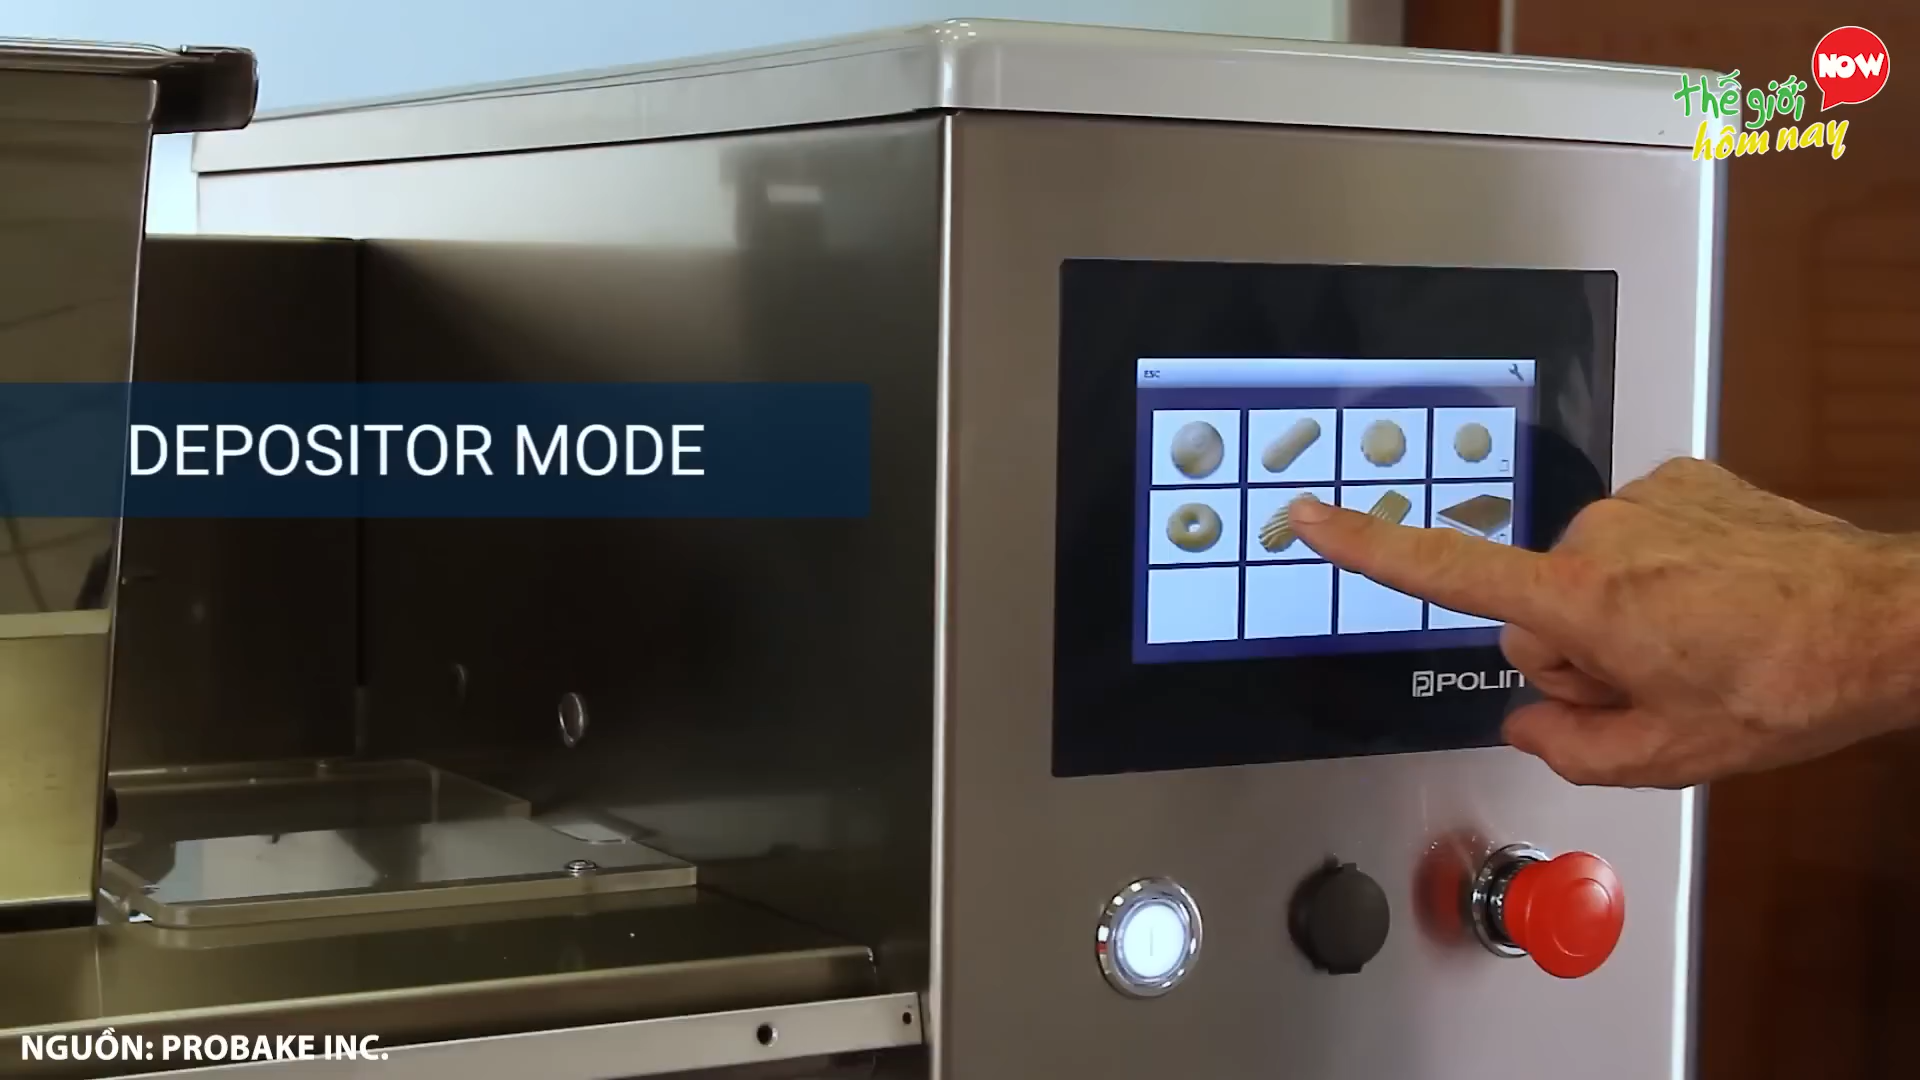 NOW
thế giới
hôm nay
ESC
DEPOSITOR MODE
POLIN
NGUỒN: PROBAKE INC.